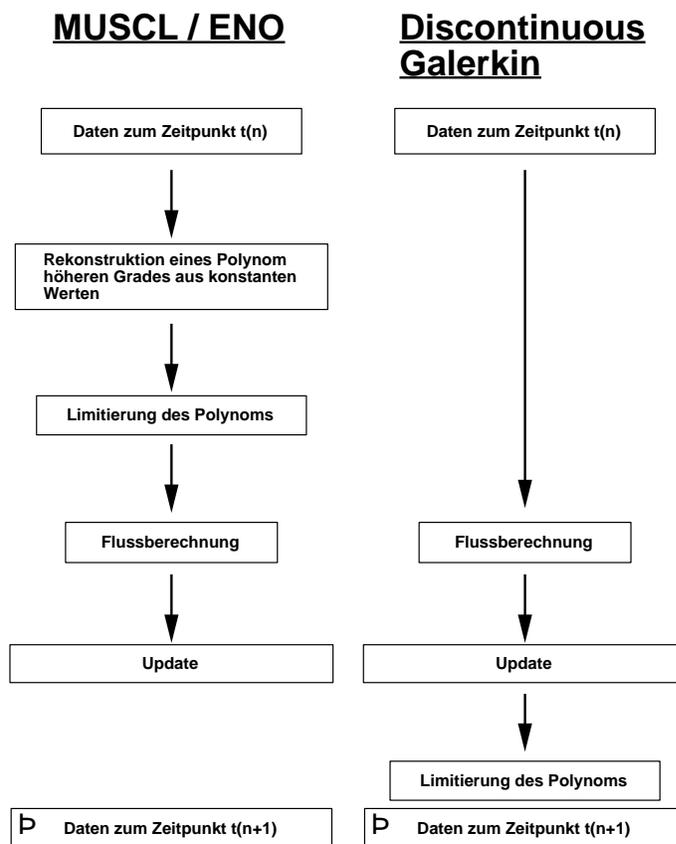 MUSCL / ENO
Daten zum Zeitpunkt t(n)
Rekonstruktion eines Polynom
höheren Grades aus konstanten
Werten
Limitierung des Polynoms
Flussberechnung
Update
Þ Daten zum Zeitpunkt t(n+1)
Discontinuous
Galerkin
Daten zum Zeitpunkt t(n)
Flussberechnung
Update
Limitierung des Polynoms
Þ Daten zum Zeitpunkt t(n+1)